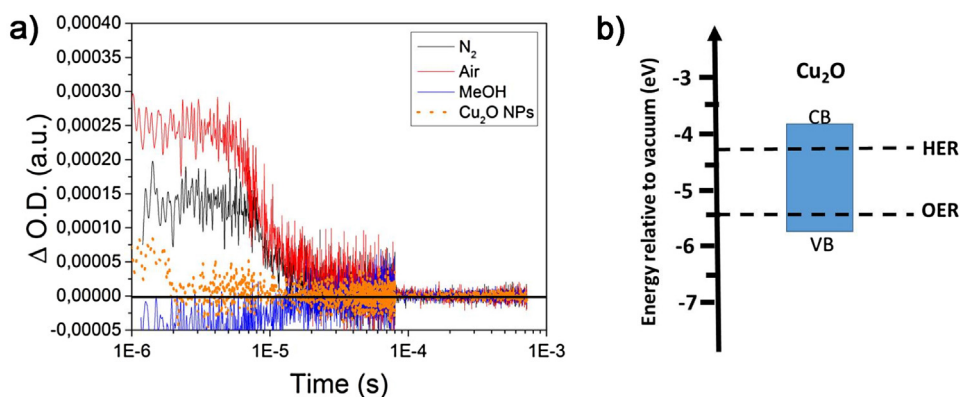 a)
0,00040
0,00035
0,00030
0,00025
0,00020
0,00015
0,00010
0,00005
0,00000
-0,00005
Δ O.D. (a.u.)
N₂
Air
MeOH
Cu₂O NPs
1E-6
1E-5
1E-4
1E-3
Time (s)
b)
Energy relative to vacuum (eV)
-3
-4
-5
-6
-7
Cu₂O
CB
HER
OER
VB